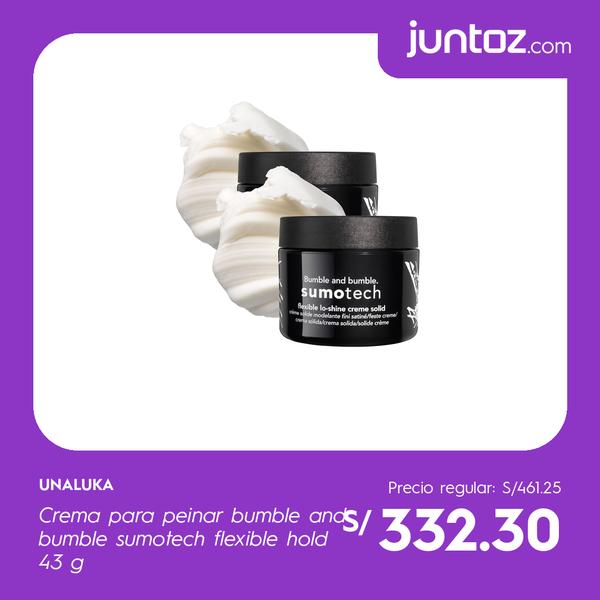 juntoz.com
Bumble and bumble.
sumotech
flexible lo-shine creme solid
crème solide modelante fini satiné/feste creme/
crema sólida/crema solida/solide crème
UNALUKA
Crema para peinar bumble and
bumble sumotech flexible hold
43 g
Precio regular: S/461.25
S/ 332.30